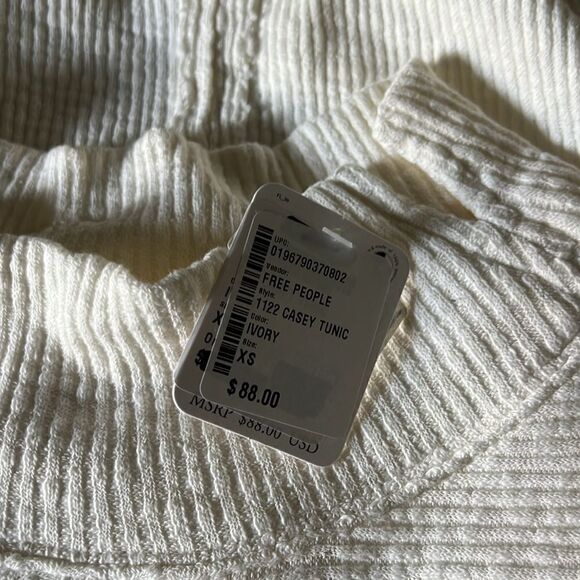 UPC:
0196790370802
Vendor:
FREE PEOPLE
Style:
1122 CASEY TUNIC
Color:
IVORY
Size:
XS
$88.00
MSRP $88.00 USD